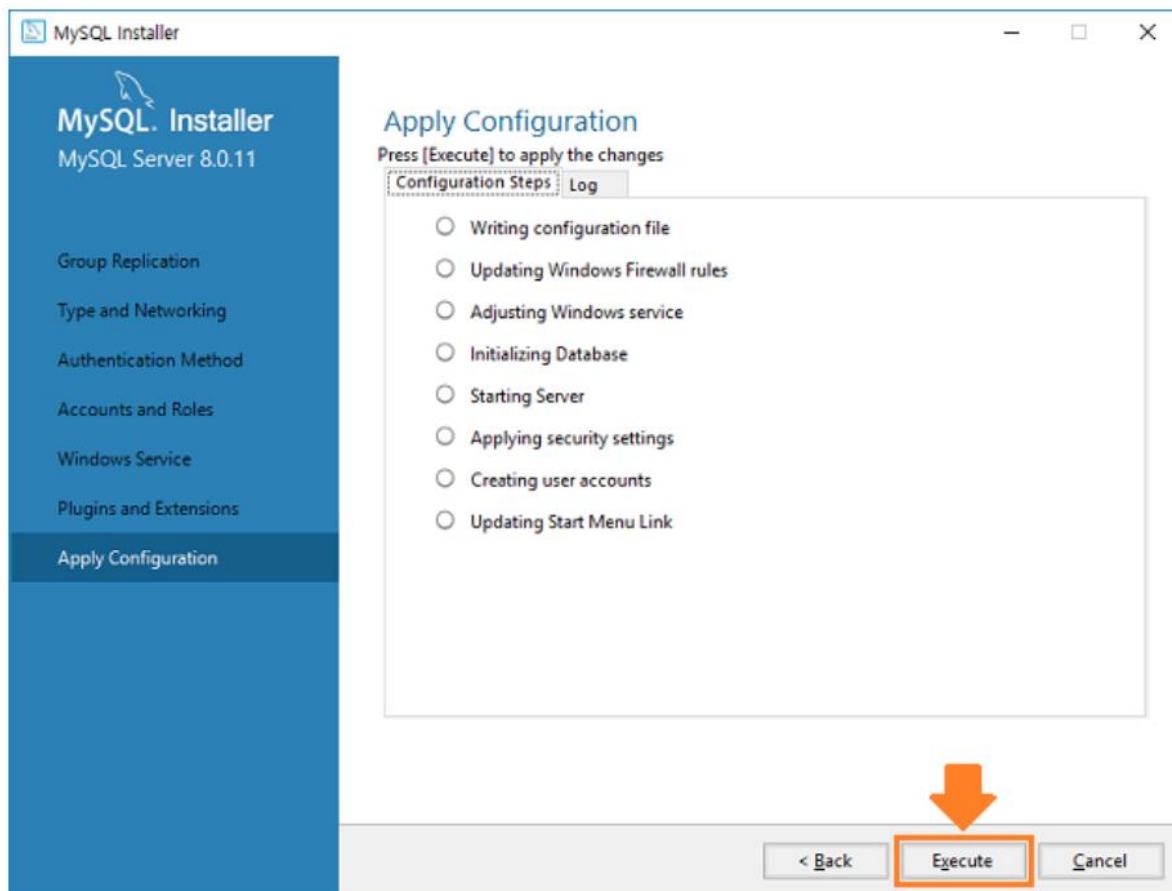 MySQL Installer
MySQL. Installer
MySQL Server 8.0.11
Group Replication
Type and Networking
Authentication Method
Accounts and Roles
Windows Service
Plugins and Extensions
Apply Configuration
Apply Configuration
Press [Execute] to apply the changes
Configuration Steps Log
Writing configuration file
Updating Windows Firewall rules
Adjusting Windows service
Initializing Database
Starting Server
Applying security settings
Creating user accounts
Updating Start Menu Link
< Back Execute Cancel